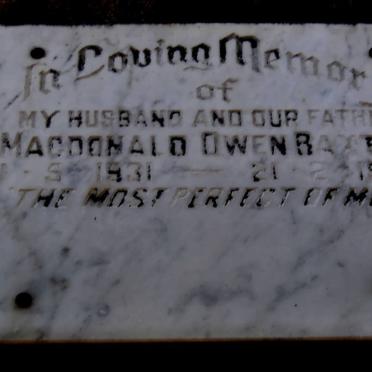 In Loving Memor
of
MY HUSBAND AND OUR FATH
MACDONALD OWEN
5 1931 — 21 2
THE MOST PERFECT OF M